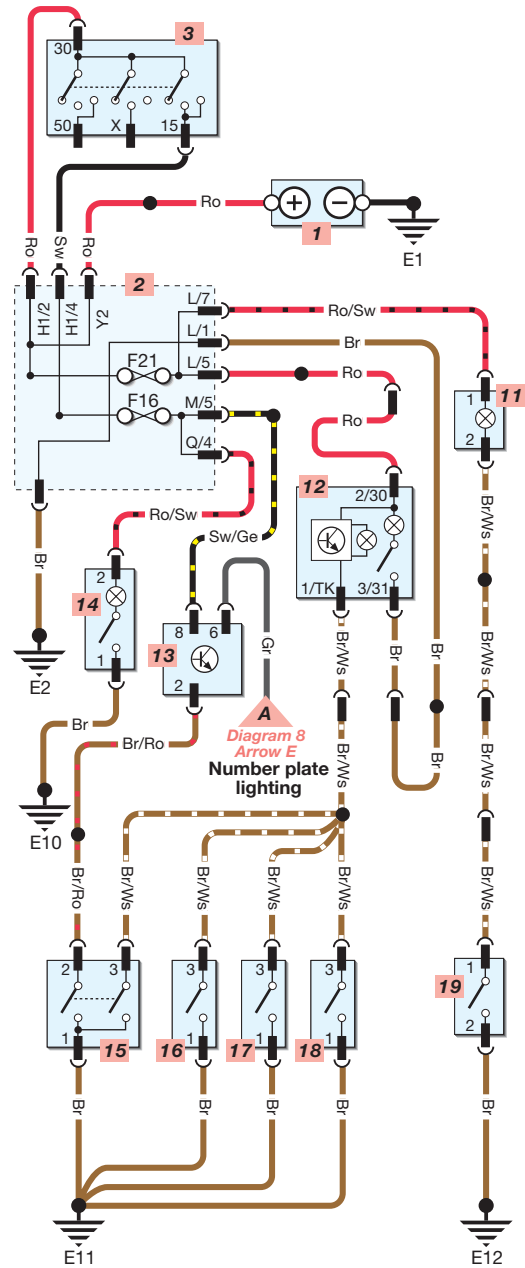 3
30
50
X
15
Ro
1
E1
Ro
Sw
Ro
2
L/7
Ro/Sw
H1/2
H1/4
Y2
L/1
Br
F21
L/5
Ro
F16
M/5
Ro
Q/4
11
1
2
12
2/30
Ro/Sw
Sw/Ge
1/TK
3/31
Br
14
2
1
E2
13
8
6
2
Gr
Br/Ws
Br
Br
Br/Ws
Br
E10
Br/Ro
A
Diagram 8
Arrow E
Number plate
lighting
Br/Ws
Br
Br/Ws
Br/Ro
Br/Ws
Br/Ws
Br/Ws
Br/Ws
Br/Ws
2
3
1
15
3
1
16
3
1
17
3
1
18
1
2
19
Br
Br
Br
Br
Br
E11
E12